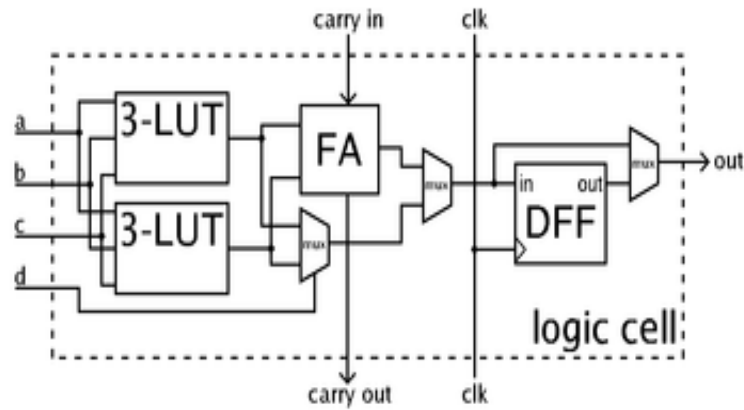 carry in
clk
a
3-LUT
FA
mux
out
b
mux
in
out
c
3-LUT
DFF
mux
d
logic cell
carry out
clk